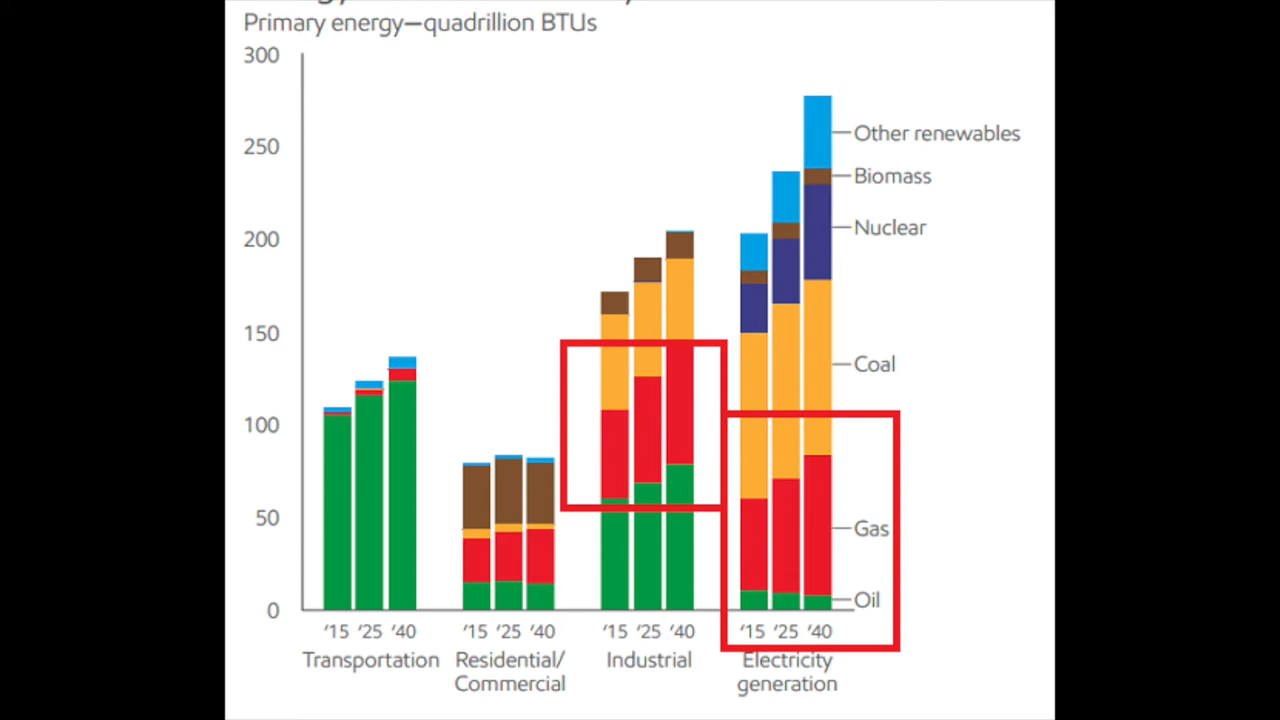 Primary energy—quadrillion BTUs
300
250
200
150
100
50
0
Other renewables
Biomass
Nuclear
Coal
Gas
Oil
'15 '25 '40
'15 '25 '40
'15 '25 '40
'15 '25 '40
Transportation
Residential/
Commercial
Industrial
Electricity
generation